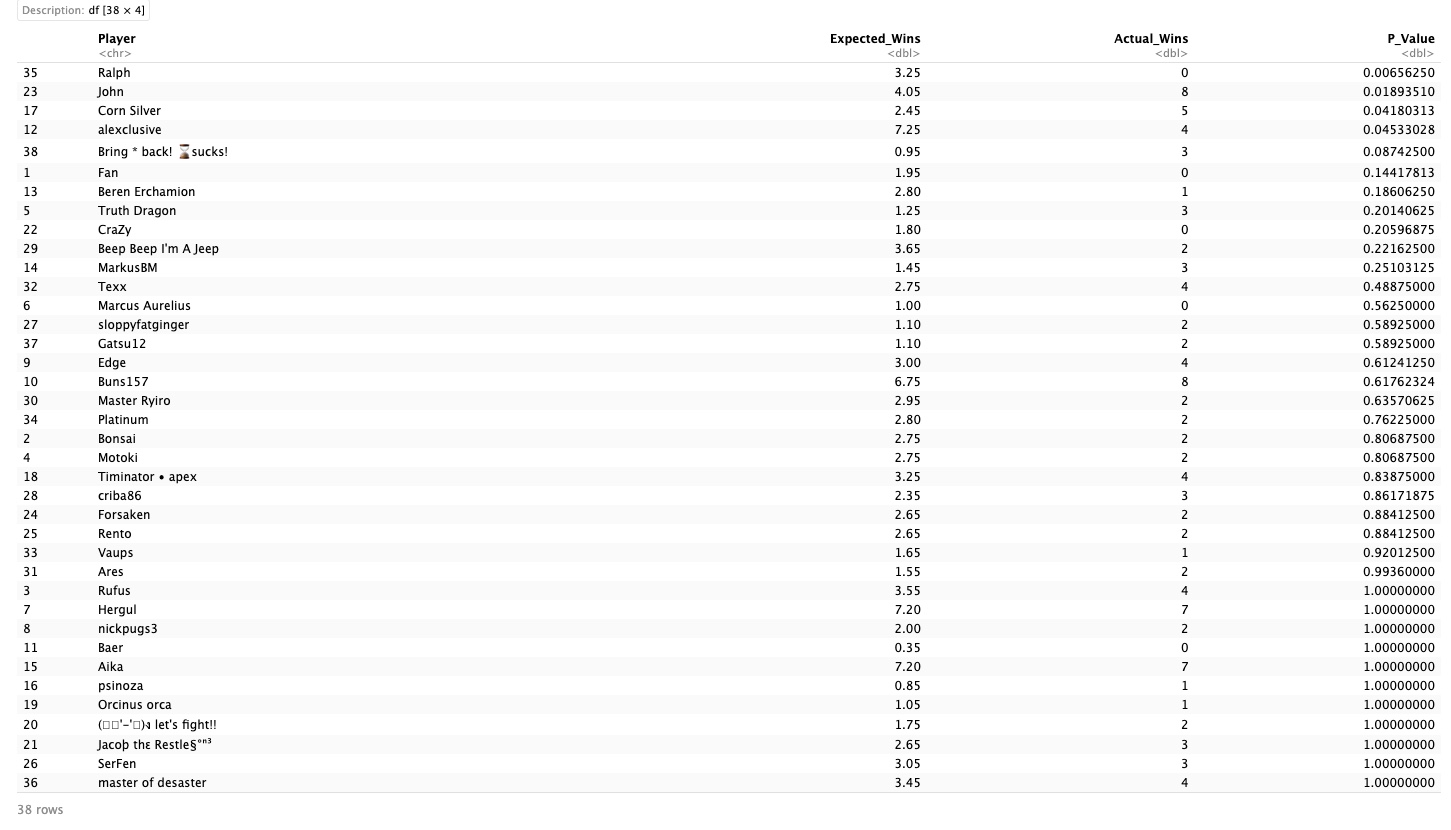 Description: df [38 × 4]
Player Expected_Wins Actual_Wins P_Value
<chr> <dbl> <dbl> <dbl>
35 Ralph 3.25 0 0.00656250
23 John 4.05 8 0.01893510
17 Corn Silver 2.45 5 0.04180313
12 alexclusive 7.25 4 0.04533028
38 Bring * back! ⌛sucks! 0.95 3 0.08742500
1 Fan 1.95 0 0.14417813
13 Beren Erchamion 2.80 1 0.18606250
5 Truth Dragon 1.25 3 0.20140625
22 CraZy 1.80 0 0.20596875
29 Beep Beep I'm A Jeep 3.65 2 0.22162500
14 MarkusBM 1.45 3 0.25103125
32 Texx 2.75 4 0.48875000
6 Marcus Aurelius 1.00 0 0.56250000
27 sloppyfatginger 1.10 2 0.58925000
37 Gatsu12 1.10 2 0.58925000
9 Edge 3.00 4 0.61241250
10 Buns157 6.75 8 0.61762324
30 Master Ryiro 2.95 2 0.63570625
34 Platinum 2.80 2 0.76225000
2 Bonsai 2.75 2 0.80687500
4 Motoki 2.75 2 0.80687500
18 Timinator • apex 3.25 4 0.83875000
28 criba86 2.35 3 0.86171875
24 Forsaken 2.65 2 0.88412500
25 Rento 2.65 2 0.88412500
33 Vaups 1.65 1 0.92012500
31 Ares 1.55 2 0.99360000
3 Rufus 3.55 4 1.00000000
7 Hergul 7.20 7 1.00000000
8 nickpugs3 2.00 2 1.00000000
11 Baer 0.35 0 1.00000000
15 Aika 7.20 7 1.00000000
16 psinoza 0.85 1 1.00000000
19 Orcinus orca 1.05 1 1.00000000
20 (□□'-'□)ง let's fight!! 1.75 2 1.00000000
21 Jacoþ thε Restle§°ⁿ³ 2.65 3 1.00000000
26 SerFen 3.05 3 1.00000000
36 master of desaster 3.45 4 1.00000000
38 rows